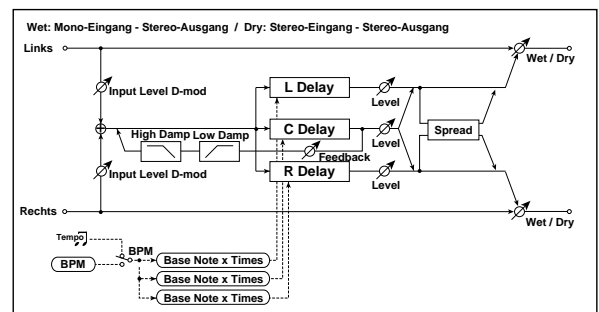 Wet: Mono-Eingang - Stereo-Ausgang / Dry: Stereo-Eingang - Stereo-Ausgang
Links
Wet / Dry
Input Level D-mod
L Delay
Level
High Damp
Low Damp
C Delay
Level
Spread
Feedback
Input Level D-mod
R Delay
Level
Rechts
Wet / Dry
Tempo
BPM
BPM
Base Note x Times
Base Note x Times
Base Note x Times